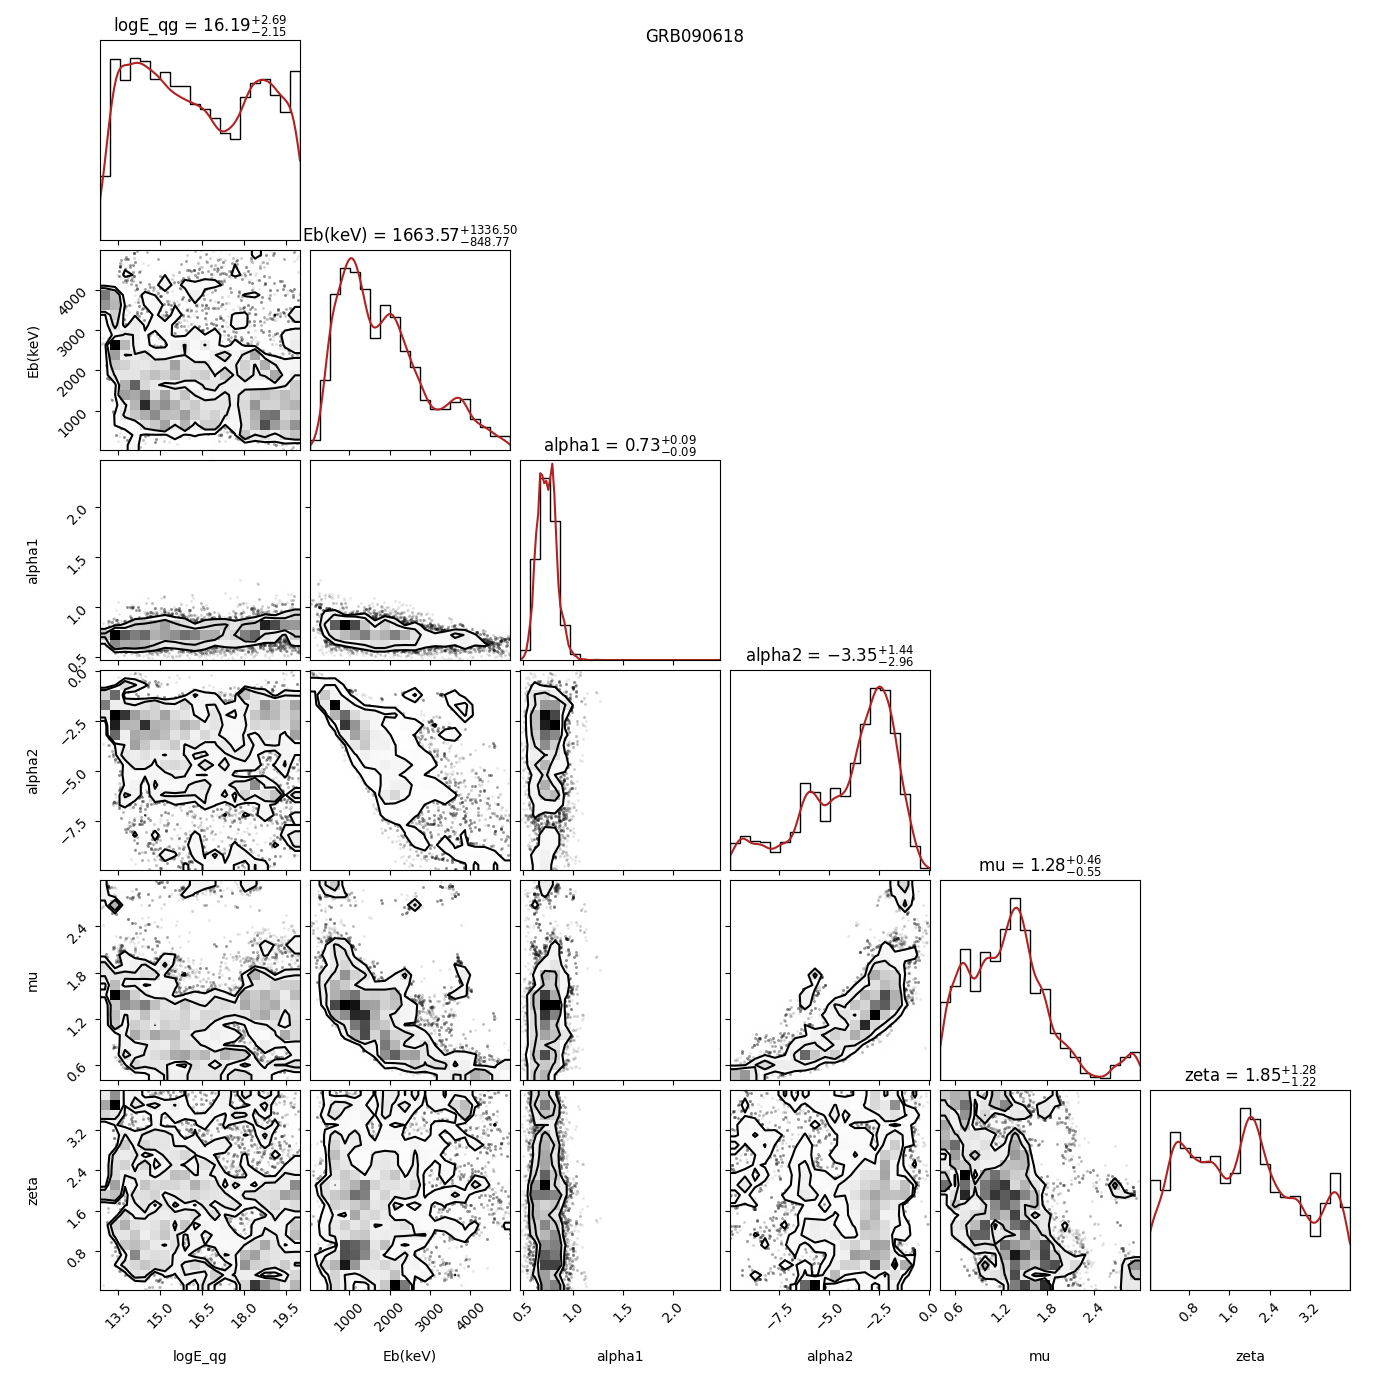 GRB090618
logE_qg = 16.19^{+2.69}_{−2.15}
Eb(keV) = 1663.57^{+1336.50}_{−848.77}
4000
3000
2000
1000
Eb(keV)
alpha1 = 0.73^{+0.09}_{−0.09}
2.0
1.5
1.0
0.5
alpha1
alpha2 = −3.35^{+1.44}_{−2.96}
0.0
−2.5
−5.0
−7.5
alpha2
mu = 1.28^{+0.46}_{−0.55}
2.4
1.8
1.2
0.6
mu
zeta = 1.85^{+1.28}_{−1.22}
3.2
2.4
1.6
0.8
zeta
13.5 15.0 16.5 18.0 19.5 1000 2000 3000 4000 0.5 1.0 1.5 2.0 −7.5 −5.0 −2.5 0.0 0.6 1.2 1.8 2.4 0.8 1.6 2.4 3.2
logE_qg Eb(keV) alpha1 alpha2 mu zeta